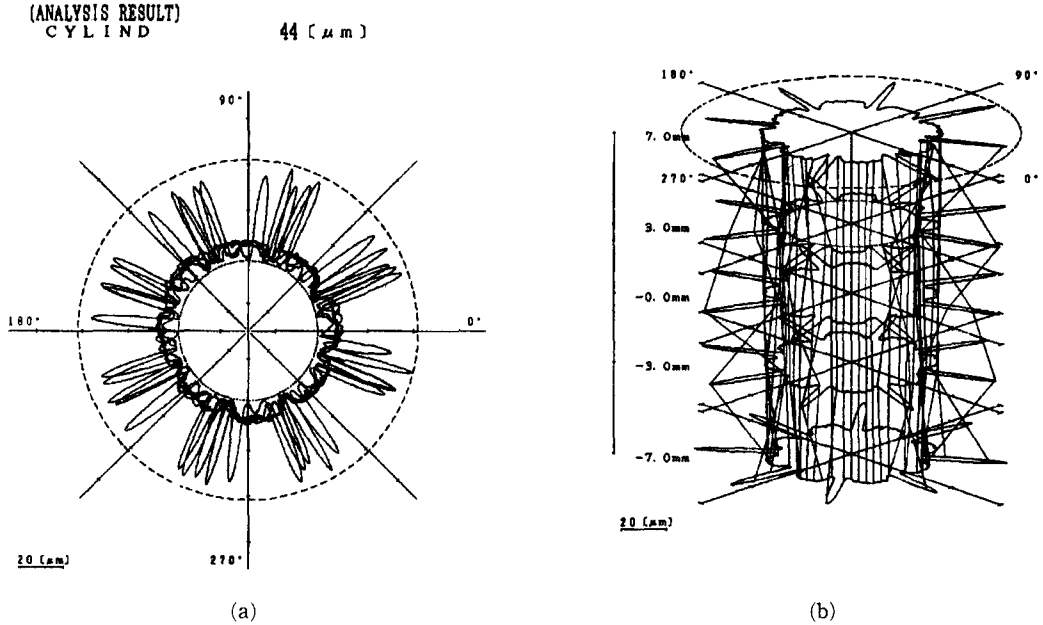 (ANALYSIS RESULT)
CYLIND 44 [μm]
90°
180°
0°
270°
20 [μm]
(a)
180°
90°
7.0mm
270°
0°
3.0mm
-0.0mm
-3.0mm
-7.0mm
20 [μm]
(b)